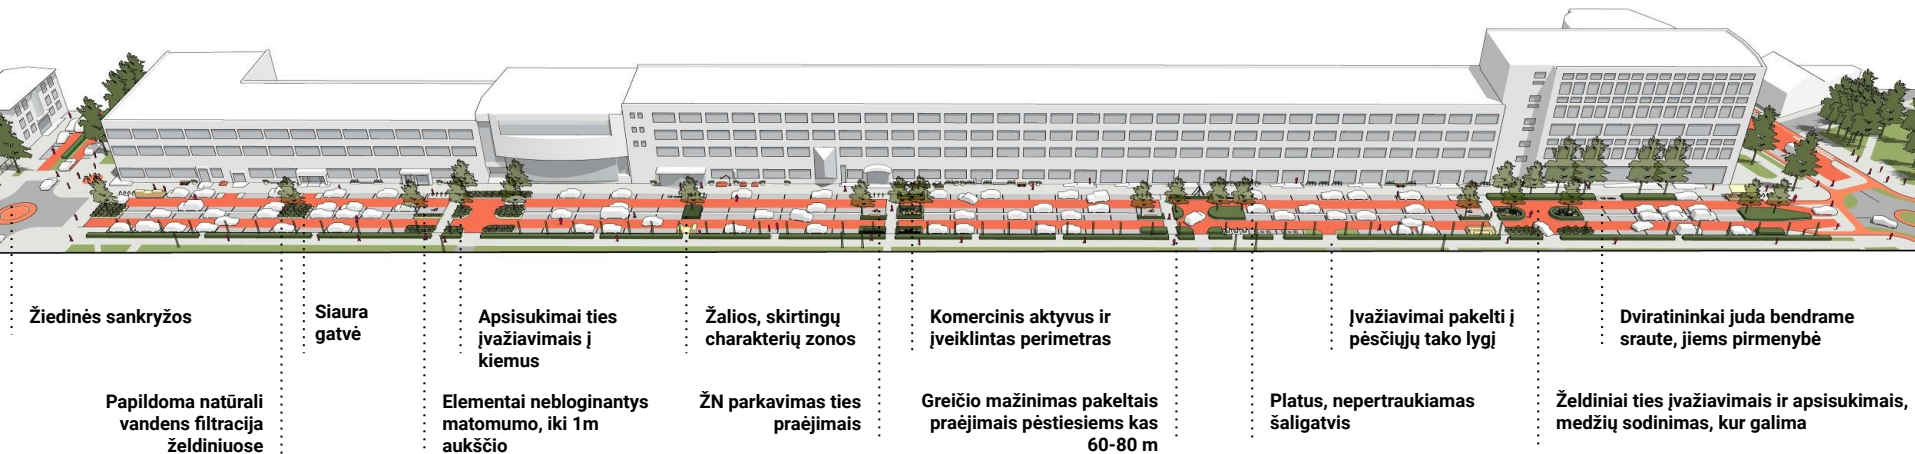 Žiedinės sankryžos
Siaura
gatvė
Apsisukimai ties
įvažiavimais į
kiemus
Žalios, skirtingų
charakterių zonos
Komercinis aktyvus ir
įveiklintas perimetras
Įvažiavimai pakelti į
pėsčiųjų tako lygį
Dviratininkai juda bendrame
sraute, jiems pirmenybė
Papildoma natūrali
vandens filtracija
želdiniuose
Elementai nebloginantys
matomumo, iki 1m
aukščio
ŽN parkavimas ties
praėjimais
Greičio mažinimas pakeltais
praėjimais pėstiesiems kas
60-80 m
Platus, nepertraukiamas
šaligatvis
Želdiniai ties įvažiavimais ir apsisukimais,
medžių sodinimas, kur galima